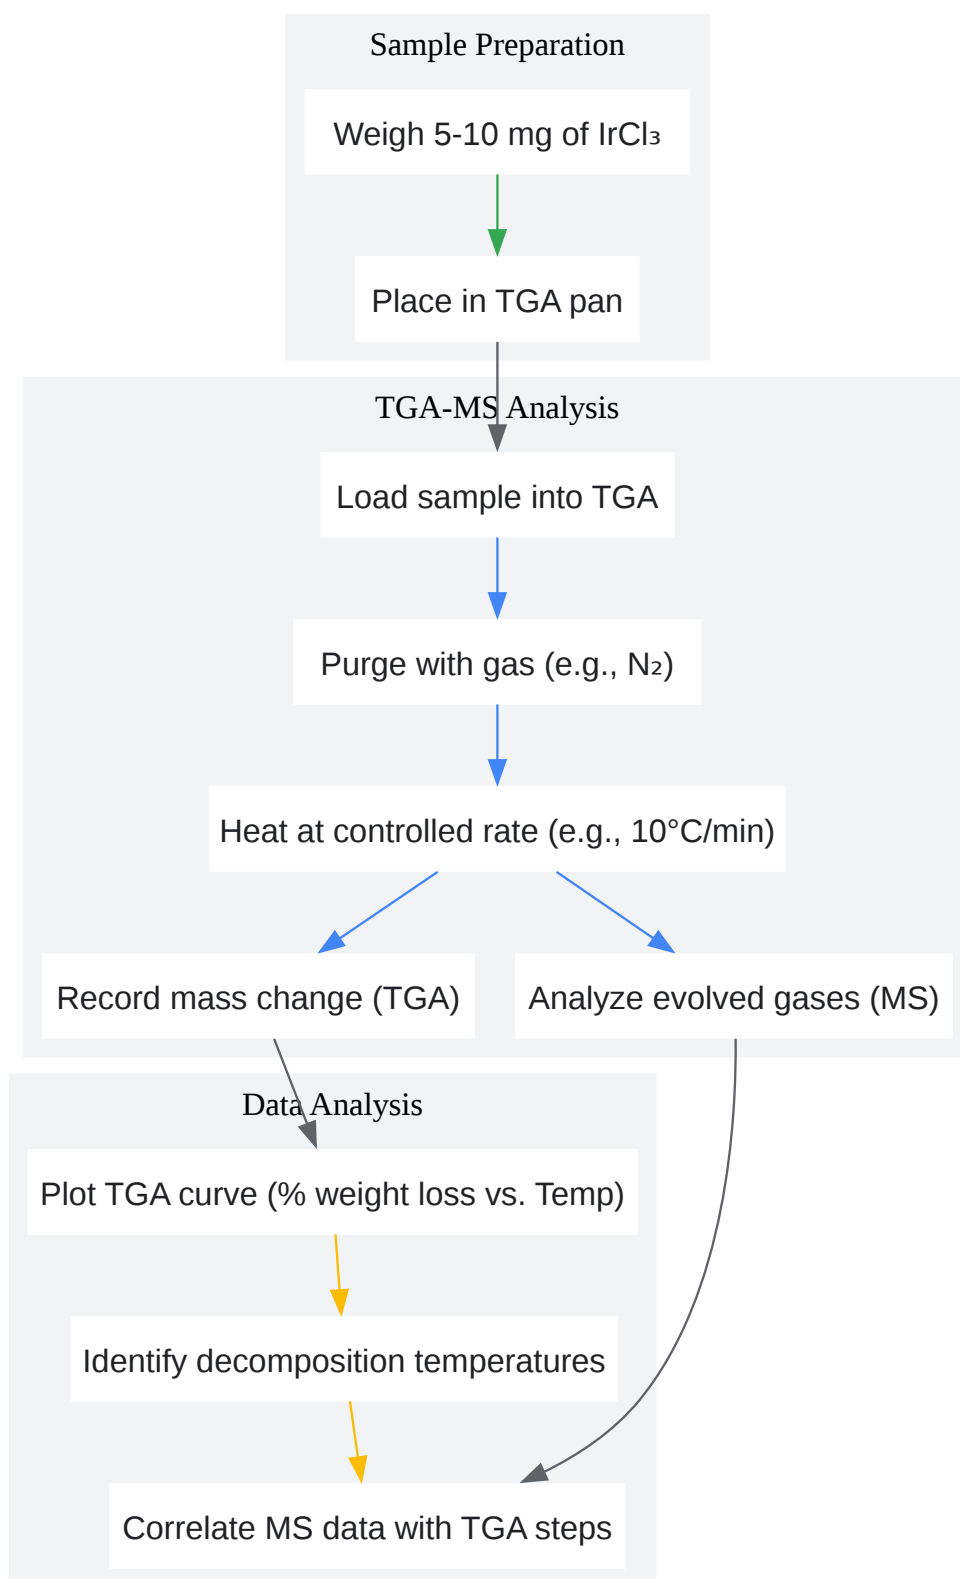 Sample Preparation
Weigh 5-10 mg of IrCl₃
Place in TGA pan
TGA-MS Analysis
Load sample into TGA
Purge with gas (e.g., N₂)
Heat at controlled rate (e.g., 10°C/min)
Record mass change (TGA)
Analyze evolved gases (MS)
Data Analysis
Plot TGA curve (% weight loss vs. Temp)
Identify decomposition temperatures
Correlate MS data with TGA steps